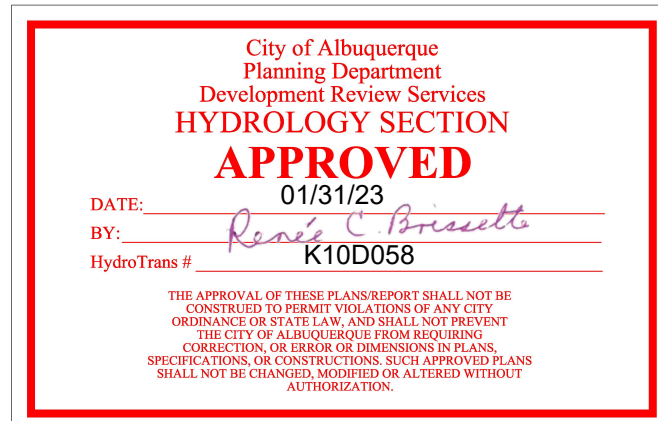 City of Albuquerque
Planning Department
Development Review Services
HYDROLOGY SECTION
APPROVED
DATE: 01/31/23
BY: Renée C. Brissette
HydroTrans # K10D058
THE APPROVAL OF THESE PLANS/REPORT SHALL NOT BE
CONSTRUED TO PERMIT VIOLATIONS OF ANY CITY
ORDINANCE OR STATE LAW, AND SHALL NOT PREVENT
THE CITY OF ALBUQUERQUE FROM REQUIRING
CORRECTION, OR ERROR OR DIMENSIONS IN PLANS,
SPECIFICATIONS, OR CONSTRUCTIONS. SUCH APPROVED PLANS
SHALL NOT BE CHANGED, MODIFIED OR ALTERED WITHOUT
AUTHORIZATION.